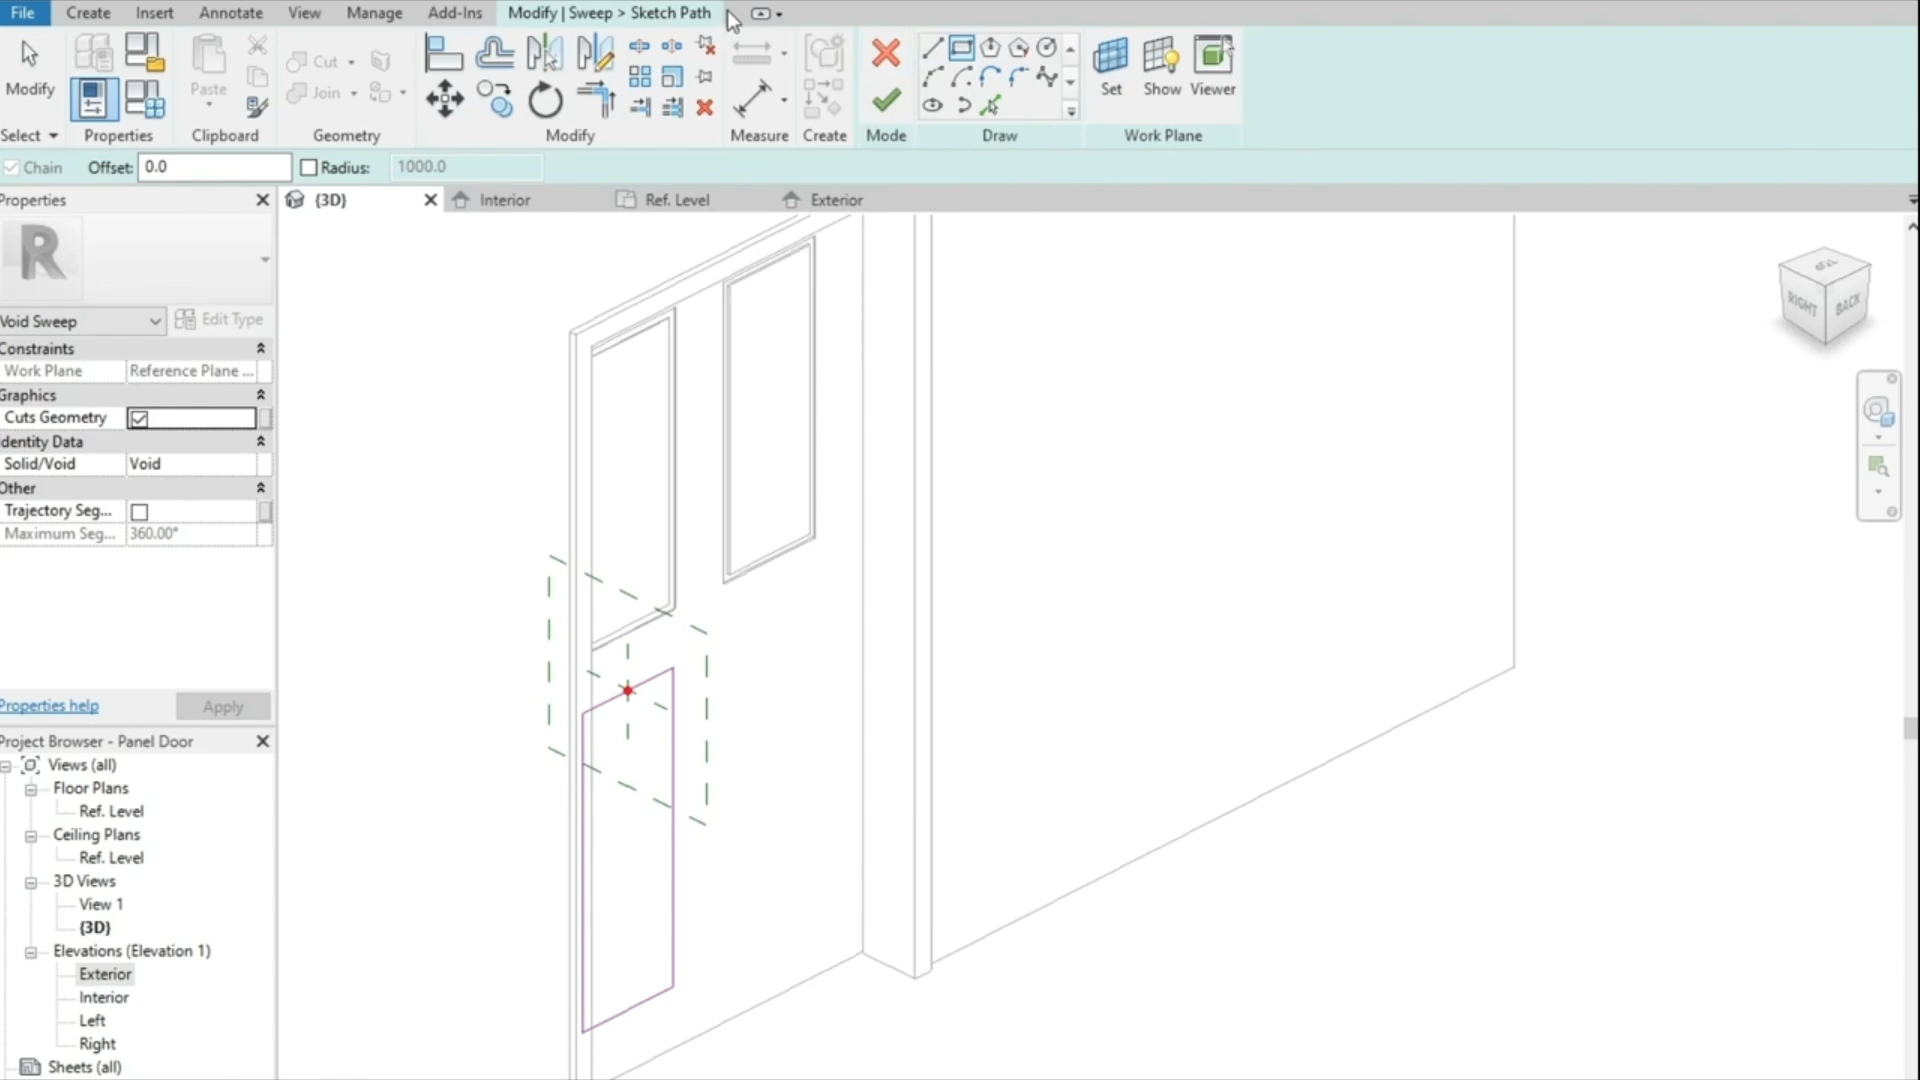 File Create Insert Annotate View Manage Add-Ins Modify | Sweep > Sketch Path
Modify Paste Cut Join Set Show Viewer
Select Properties Clipboard Geometry Modify Measure Create Mode Draw Work Plane
Chain Offset: 0.0 Radius: 1000.0
Properties {3D} Interior Ref. Level Exterior
R
Void Sweep Edit Type
Constraints
Work Plane Reference Plane ...
Graphics
Cuts Geometry
Identity Data
Solid/Void Void
Other
Trajectory Seg...
Maximum Seg... 360.00°
Properties help Apply
Project Browser - Panel Door
Views (all)
Floor Plans
Ref. Level
Ceiling Plans
Ref. Level
3D Views
View 1
{3D}
Elevations (Elevation 1)
Exterior
Interior
Left
Right
Sheets (all)
RIGHT BACK